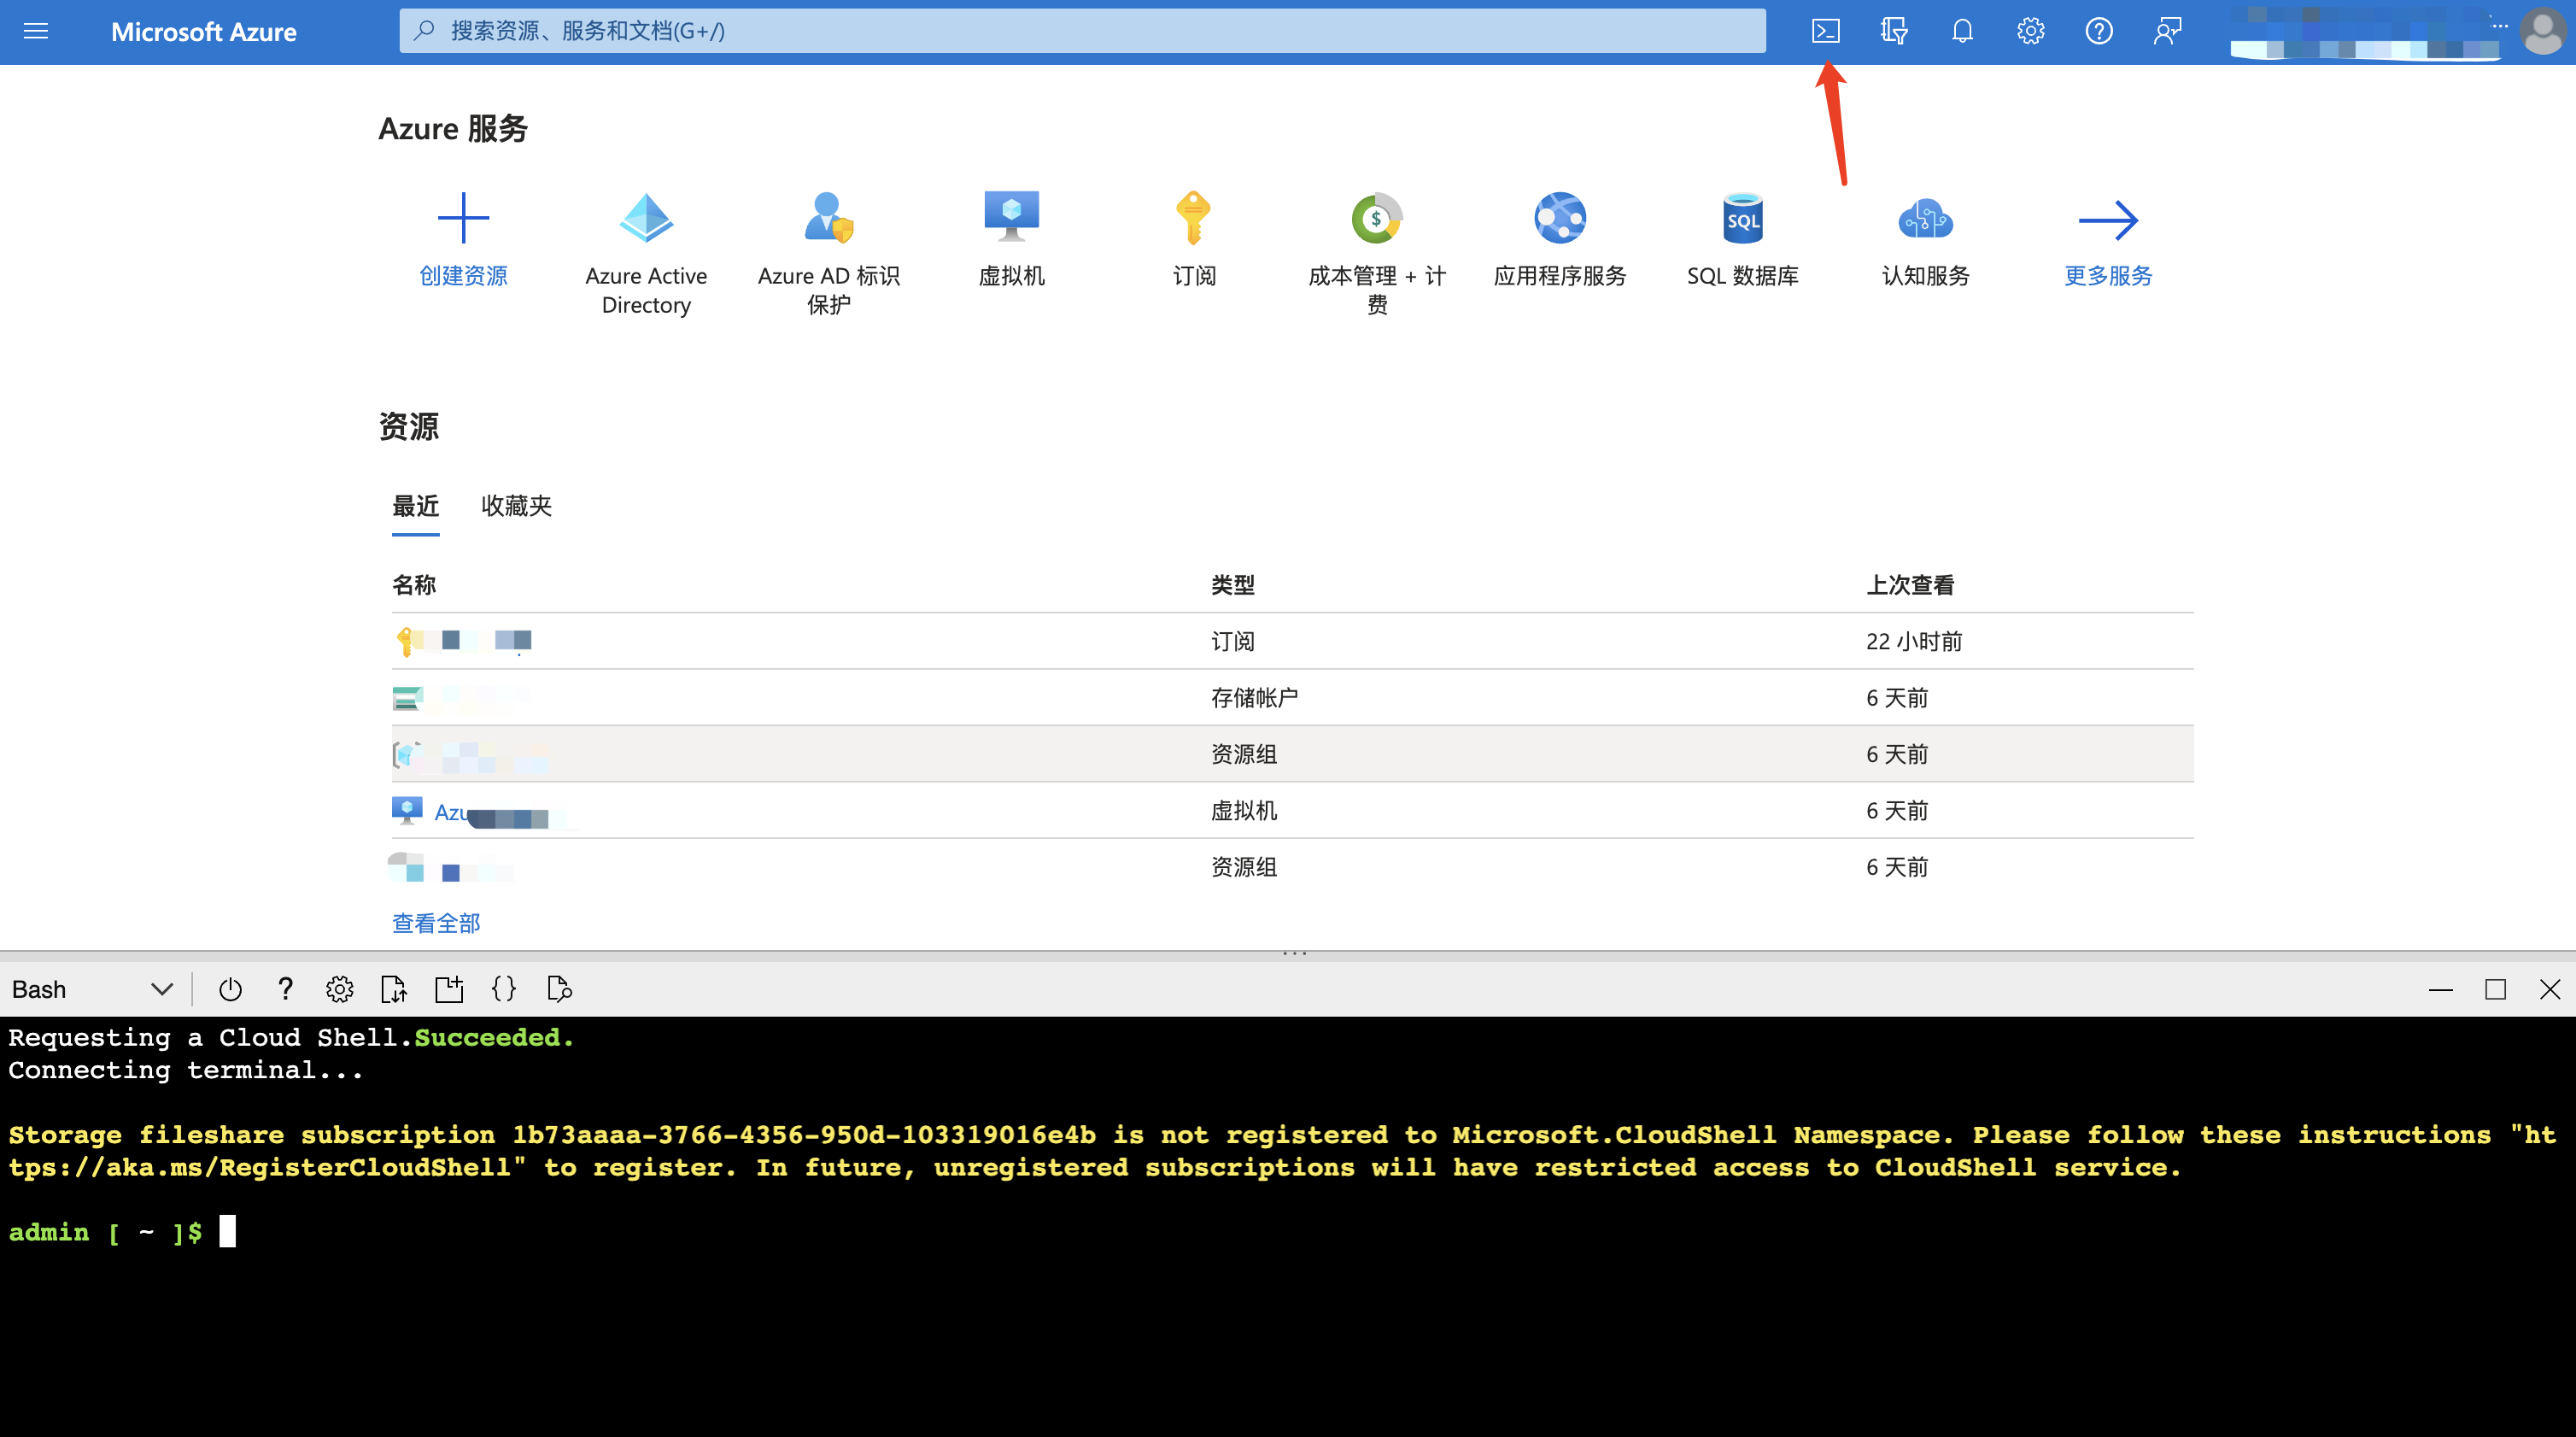 Microsoft Azure
搜索资源、服务和文档(G+/)
Azure 服务
创建资源
Azure Active
Directory
Azure AD 标识
保护
虚拟机
订阅
$
成本管理 + 计
费
应用程序服务
SQL
SQL 数据库
认知服务
更多服务
资源
最近 收藏夹
名称 类型 上次查看
订阅 22 小时前
存储帐户 6 天前
资源组 6 天前
虚拟机 6 天前
资源组 6 天前
查看全部
Bash ? {}
Requesting a Cloud Shell.Succeeded.
Connecting terminal...
Storage fileshare subscription 1b73aaaa-3766-4356-950d-103319016e4b is not registered to Microsoft.CloudShell Namespace. Please follow these instructions "ht
tps://aka.ms/RegisterCloudShell" to register. In future, unregistered subscriptions will have restricted access to CloudShell service.
admin [ ~ ]$